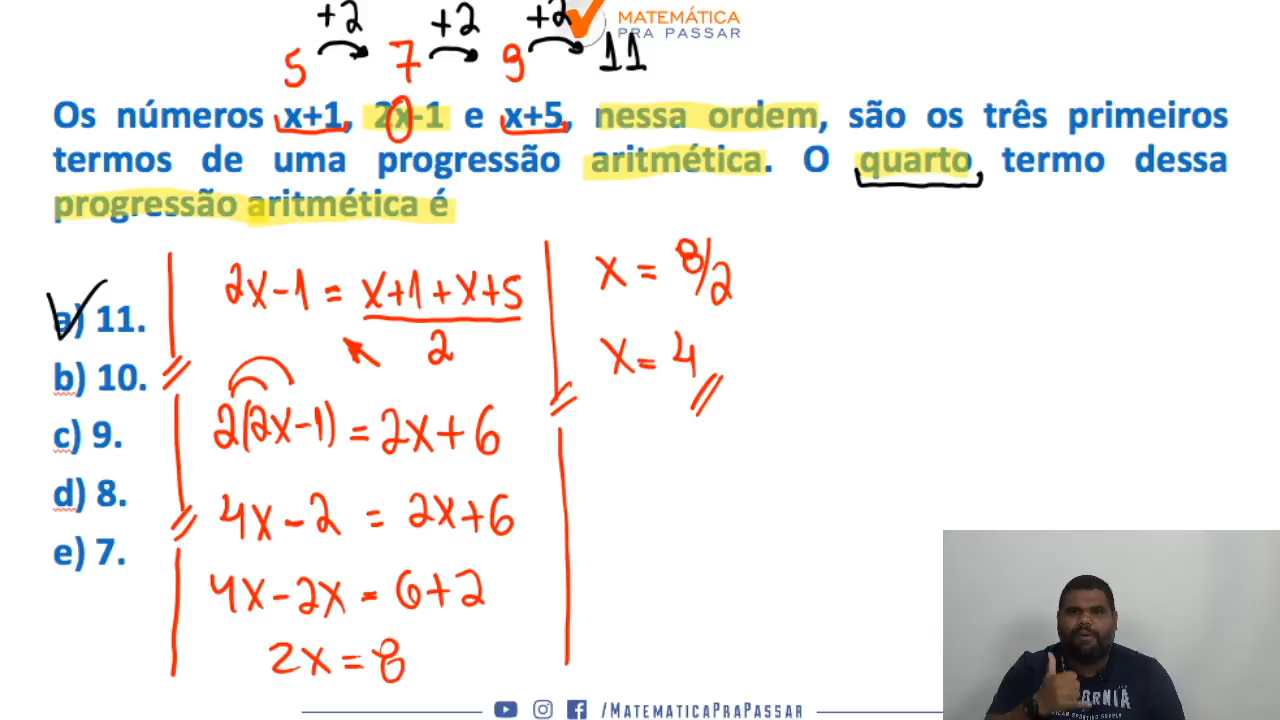 +2 +2 +2
MATEMÁTICA
PRA PASSAR
5 7 9 11
0
Os números x+1, 2x-1 e x+5, nessa ordem, são os três primeiros
termos de uma progressão aritmética. O quarto termo dessa
progressão aritmética é
a) 11.
b) 10.
c) 9.
d) 8.
e) 7.
2x-1 = x+1+x+5
2
2(2x-1) = 2x+6
4x-2 = 2x+6
4x-2x = 6+2
2x=8
x = 8/2
x = 4
/MATEMATICAPRAPASSAR